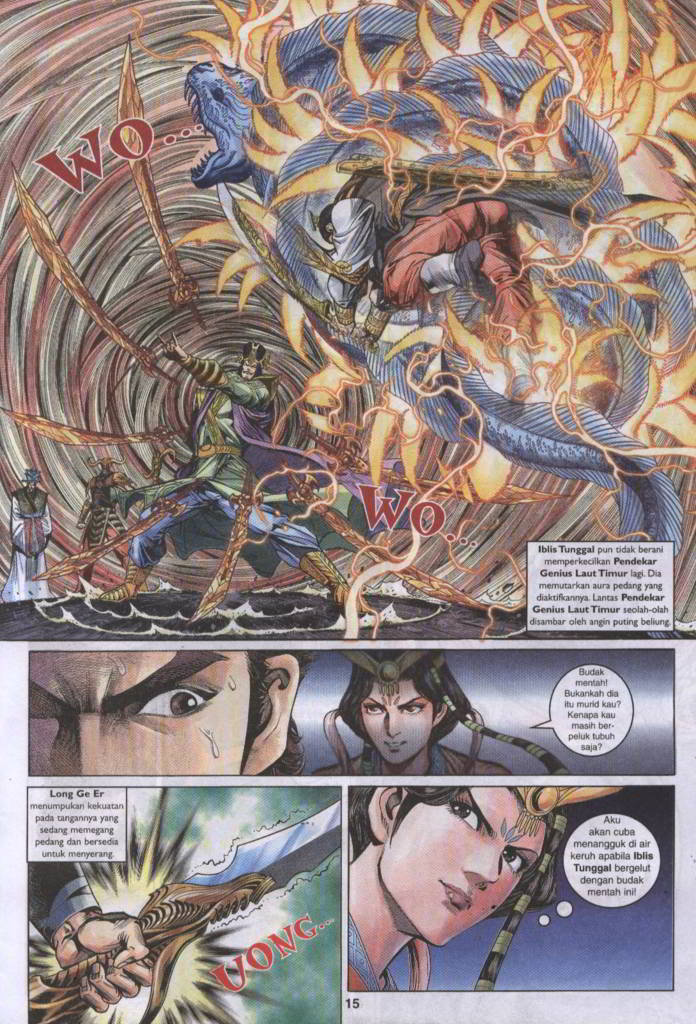 WO...
WO...
Iblis Tunggal pun tidak berani
memperkecilkan Pendekar
Genius Laut Timur lagi. Dia
memutarkan aura pedang yang
diaktifkannya. Lantas Pendekar
Genius Laut Timur seolah-olah
disambar oleh angin puting beliung.
Budak
mentah!
Bukankah dia
itu murid kau?
Kenapa kau
masih ber-
peluk tubuh
saja?
Long Ge Er
menumpukan kekuatan
pada tangannya yang
sedang memegang
pedang dan bersedia
untuk menyerang.
UONG...
Aku
akan cuba
menangguk di air
keruh apabila Iblis
Tunggal bergelut
dengan budak
mentah ini!
15